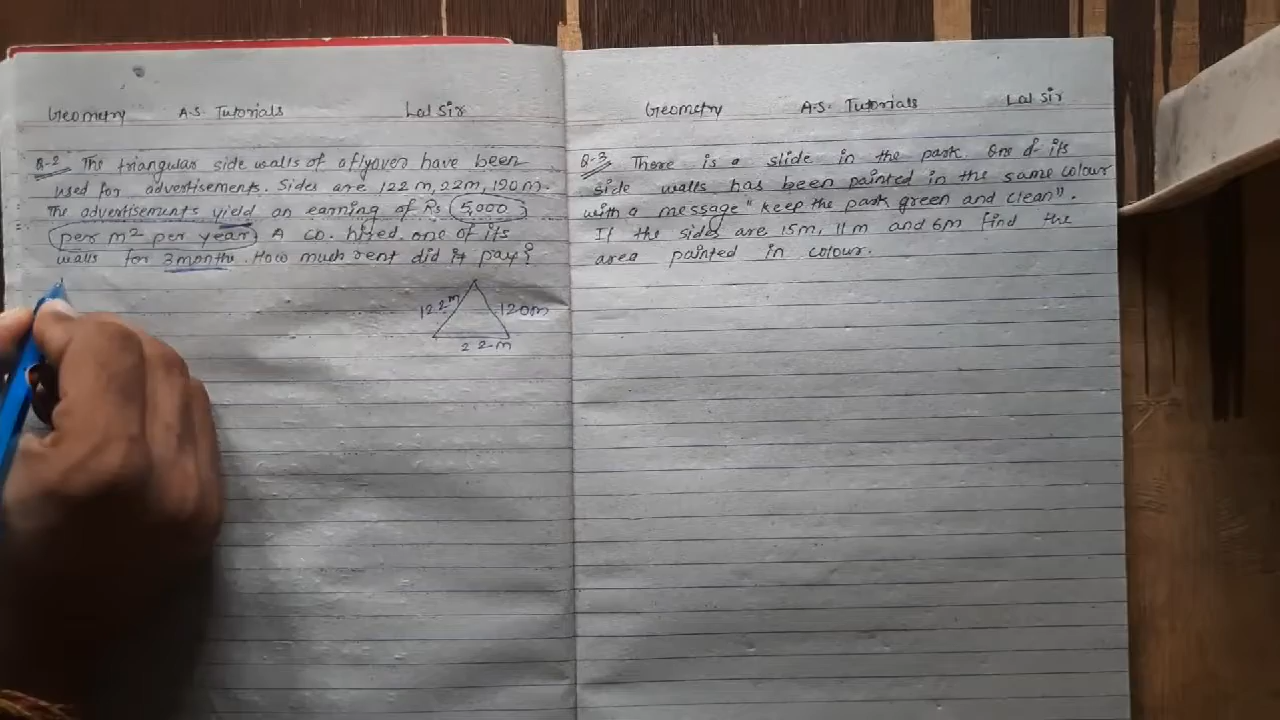 Geometry A.S. Tutorials Lal Sir
Q-2 The triangular side walls of a flyover have been
used for advertisements. Sides are 122 m, 22m, 120m.
The advertisements yield an earning of Rs 5,000
per m² per year. A co. hired one of its
walls for 3 months. How much rent did it pay?
122m 120m
22m
Geometry A.S. Tutorials Lal Sir
Q-3 There is a slide in the park. One of its
side walls has been painted in the same colour
with a message "keep the park green and clean".
If the sides are 15m, 11m and 6m find the
area painted in colour.